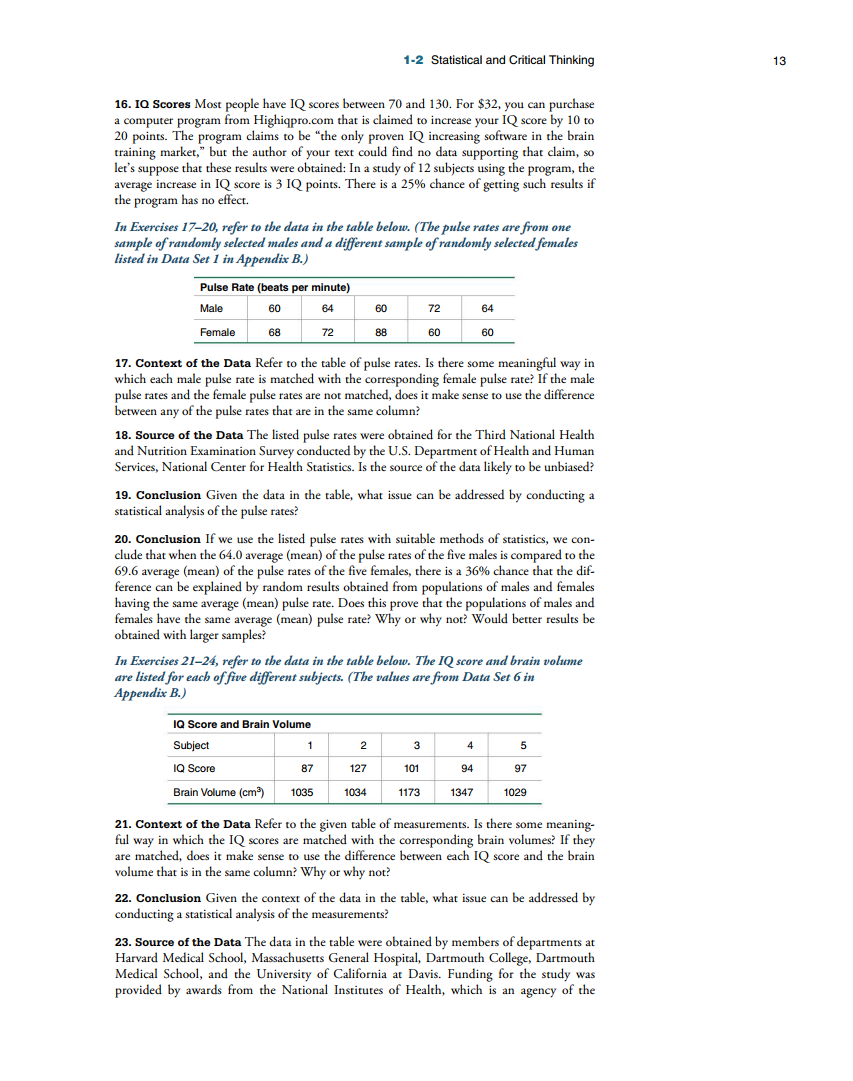 1-2 Statistical and Critical Thinking 13
16. IQ Scores Most people have IQ scores between 70 and 130. For $32, you can purchase
a computer program from Highiqpro.com that is claimed to increase your IQ score by 10 to
20 points. The program claims to be “the only proven IQ increasing software in the brain
training market,” but the author of your text could find no data supporting that claim, so
let’s suppose that these results were obtained: In a study of 12 subjects using the program, the
average increase in IQ score is 3 IQ points. There is a 25% chance of getting such results if
the program has no effect.
In Exercises 17–20, refer to the data in the table below. (The pulse rates are from one
sample of randomly selected males and a different sample of randomly selected females
listed in Data Set 1 in Appendix B.)
Pulse Rate (beats per minute)
Male 60 64 60 72 64
Female 68 72 88 60 60
17. Context of the Data Refer to the table of pulse rates. Is there some meaningful way in
which each male pulse rate is matched with the corresponding female pulse rate? If the male
pulse rates and the female pulse rates are not matched, does it make sense to use the difference
between any of the pulse rates that are in the same column?
18. Source of the Data The listed pulse rates were obtained for the Third National Health
and Nutrition Examination Survey conducted by the U.S. Department of Health and Human
Services, National Center for Health Statistics. Is the source of the data likely to be unbiased?
19. Conclusion Given the data in the table, what issue can be addressed by conducting a
statistical analysis of the pulse rates?
20. Conclusion If we use the listed pulse rates with suitable methods of statistics, we con-
clude that when the 64.0 average (mean) of the pulse rates of the five males is compared to the
69.6 average (mean) of the pulse rates of the five females, there is a 36% chance that the dif-
ference can be explained by random results obtained from populations of males and females
having the same average (mean) pulse rate. Does this prove that the populations of males and
females have the same average (mean) pulse rate? Why or why not? Would better results be
obtained with larger samples?
In Exercises 21–24, refer to the data in the table below. The IQ score and brain volume
are listed for each of five different subjects. (The values are from Data Set 6 in
Appendix B.)
IQ Score and Brain Volume
Subject 1 2 3 4 5
IQ Score 87 127 101 94 97
Brain Volume (cm³) 1035 1034 1173 1347 1029
21. Context of the Data Refer to the given table of measurements. Is there some meaning-
ful way in which the IQ scores are matched with the corresponding brain volumes? If they
are matched, does it make sense to use the difference between each IQ score and the brain
volume that is in the same column? Why or why not?
22. Conclusion Given the context of the data in the table, what issue can be addressed by
conducting a statistical analysis of the measurements?
23. Source of the Data The data in the table were obtained by members of departments at
Harvard Medical School, Massachusetts General Hospital, Dartmouth College, Dartmouth
Medical School, and the University of California at Davis. Funding for the study was
provided by awards from the National Institutes of Health, which is an agency of the